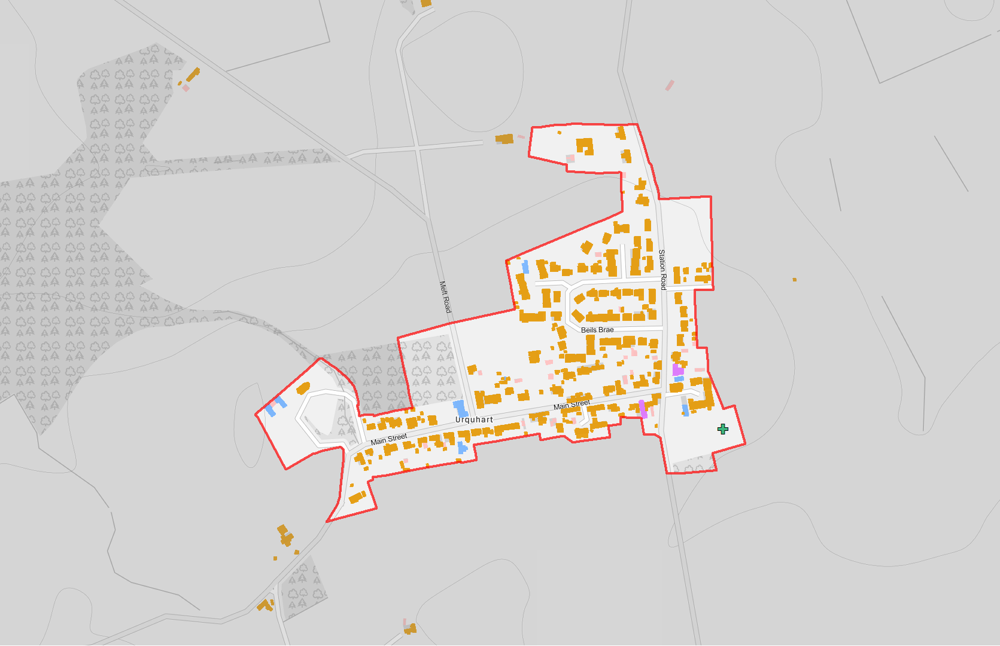 Station Road
Meft Road
Beils Brae
Main Street
Urquhart
Main Street